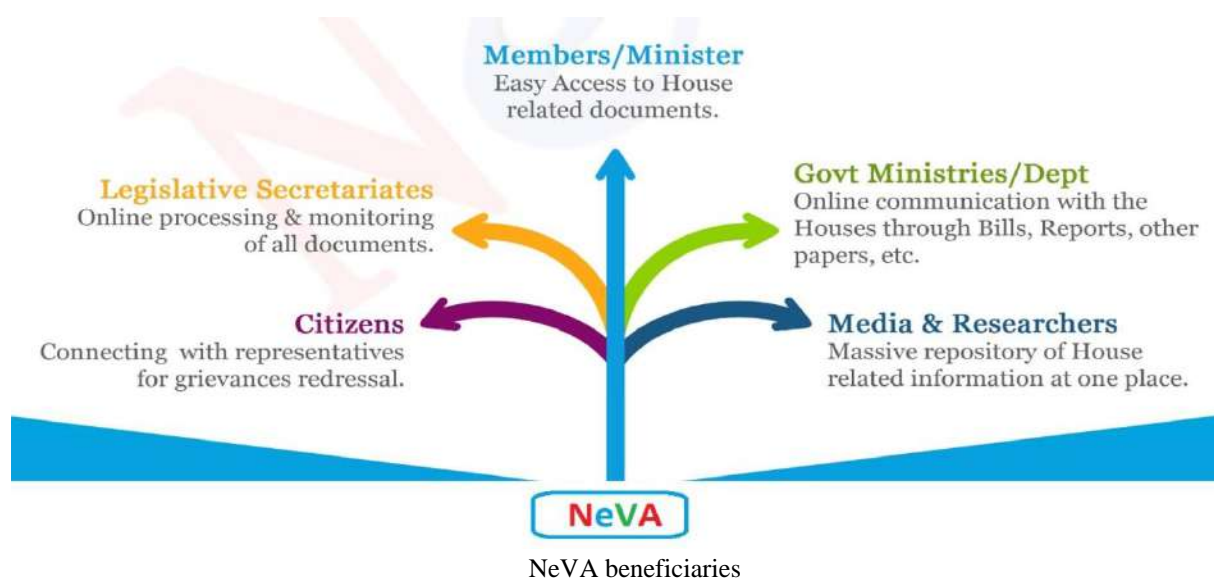 Members/Minister
Easy Access to House
related documents.
Legislative Secretariates
Online processing & monitoring
of all documents.
Govt Ministries/Dept
Online communication with the
Houses through Bills, Reports, other
papers, etc.
Citizens
Connecting with representatives
for grievances redressal.
Media & Researchers
Massive repository of House
related information at one place.
NeVA
NeVA beneficiaries